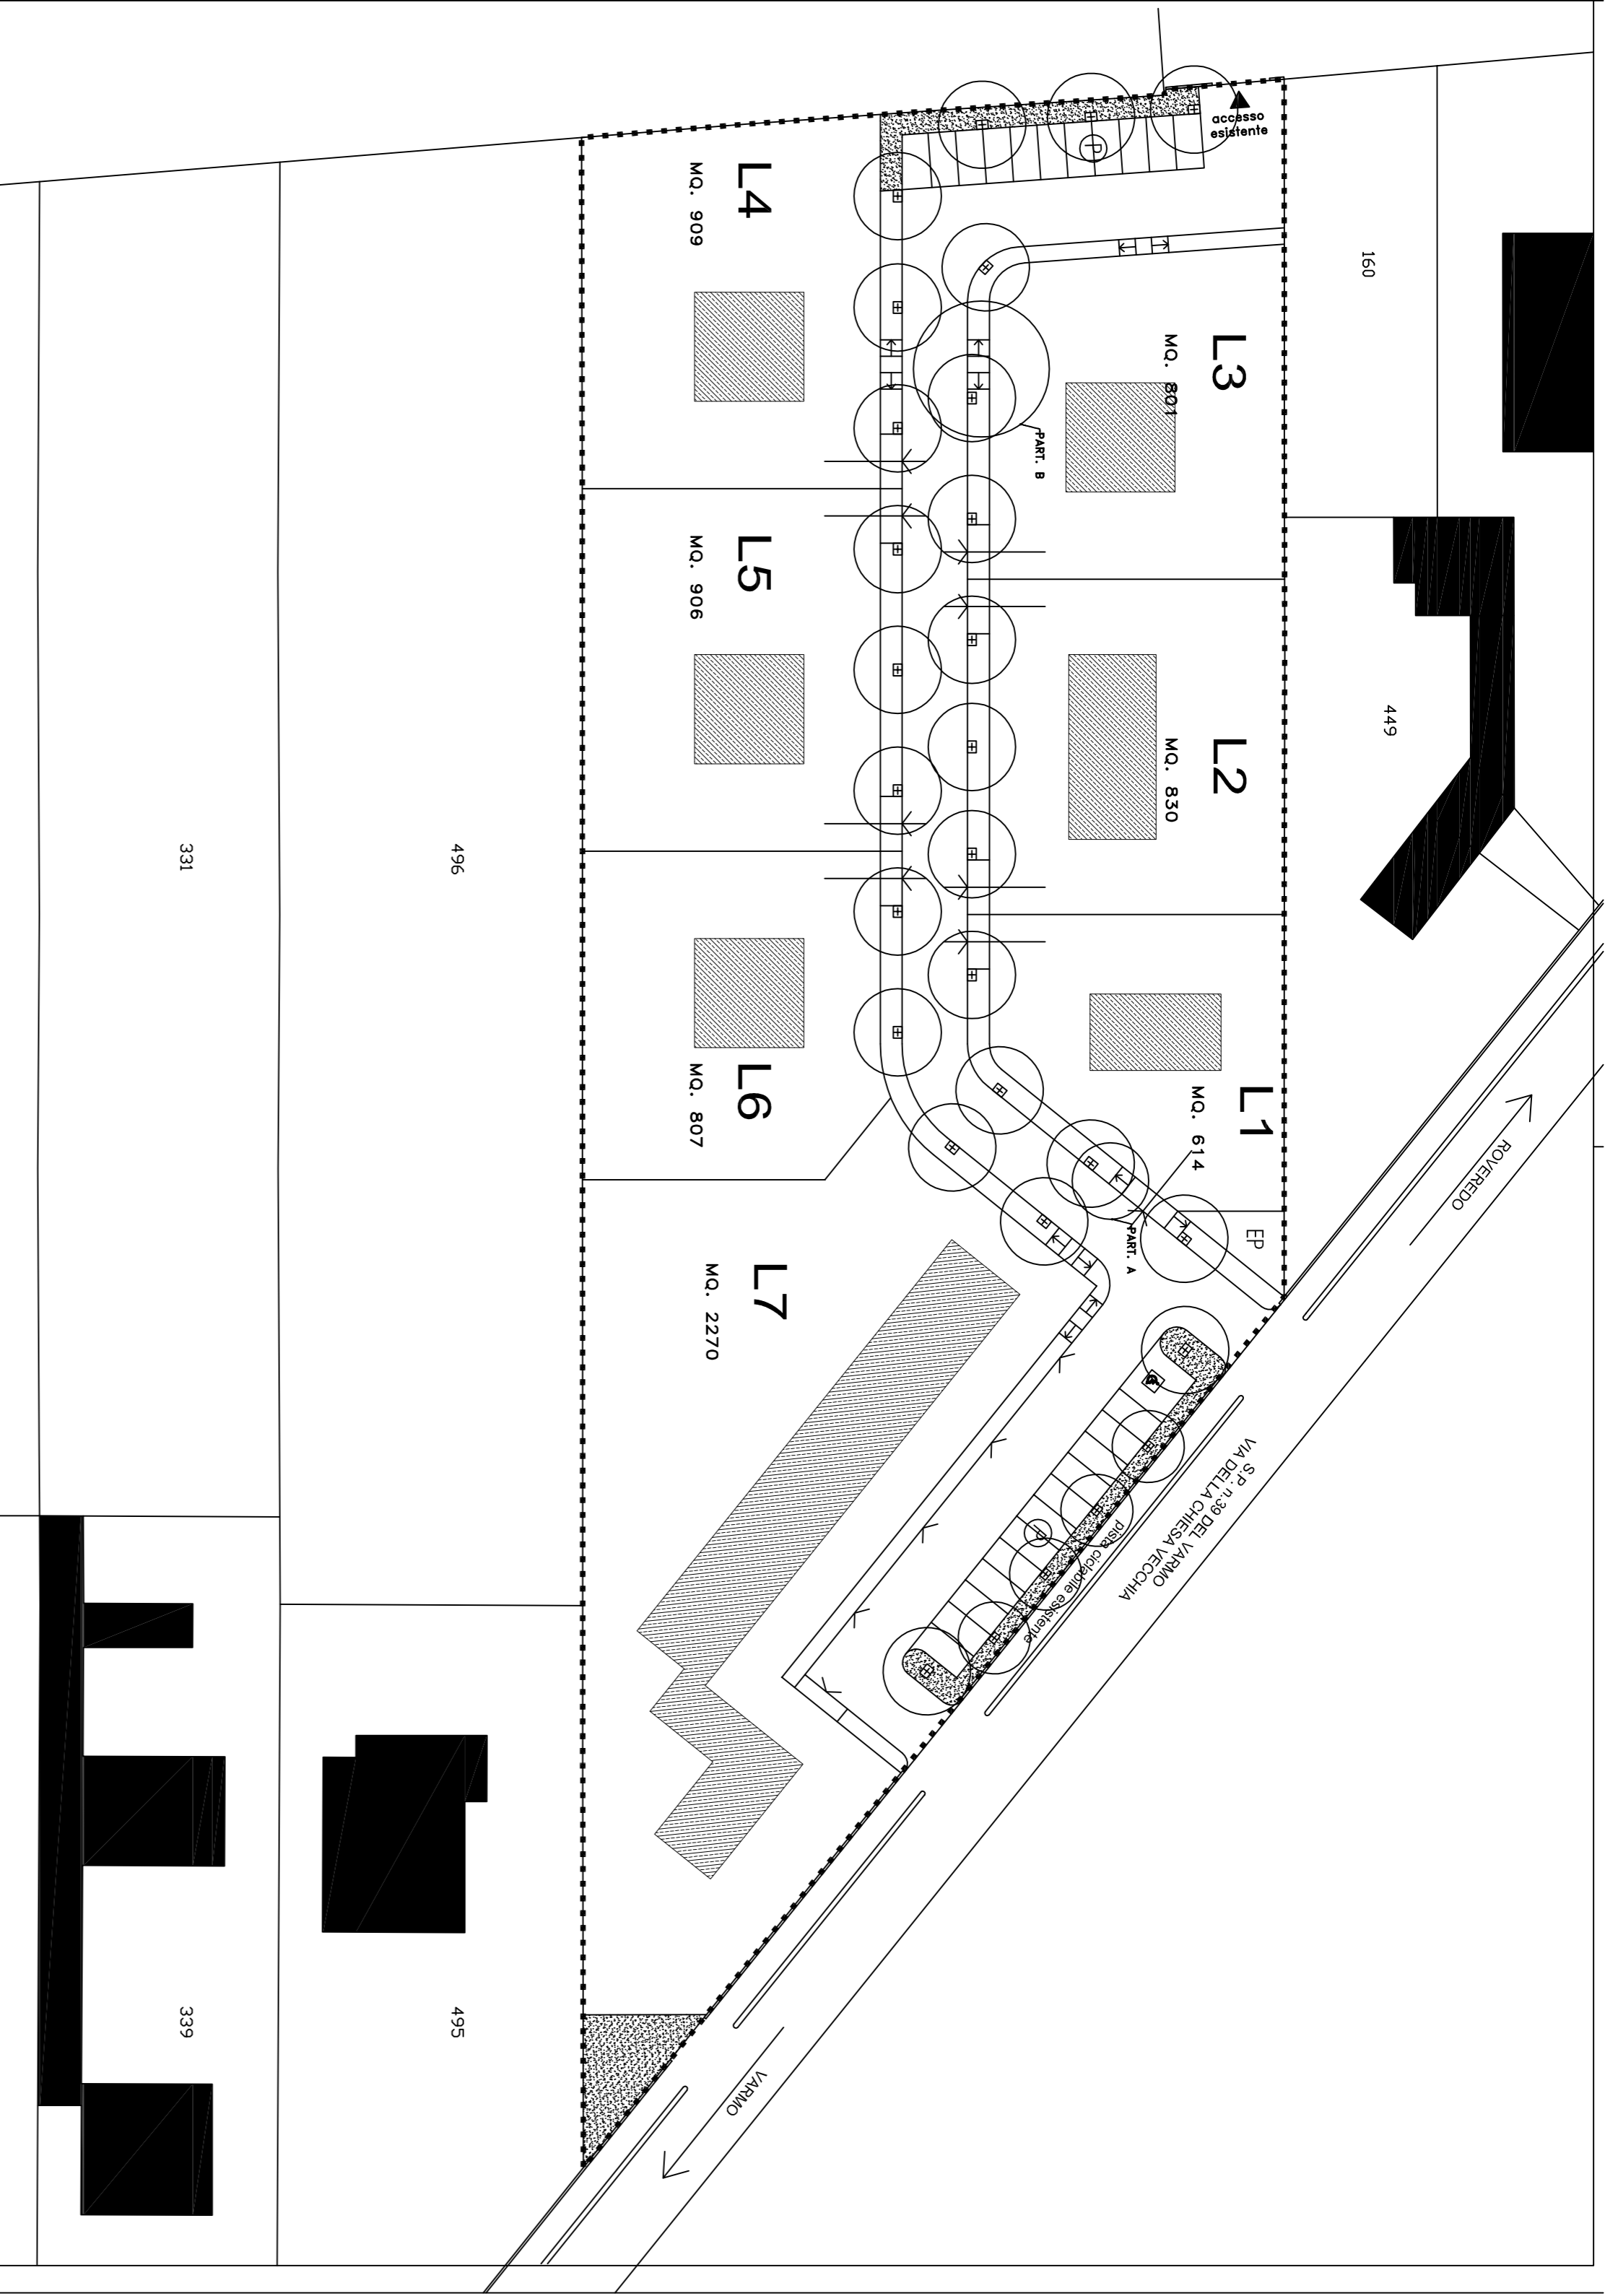 accesso
esistente
P
160
L4
MQ. 909
L3
MQ. 801
PART. B
L5
MQ. 906
449
L2
MQ. 830
331
496
L6
MQ. 807
L1
MQ. 614
ROVEREDO
EP
PART. A
L7
MQ. 2270
S.P. n.39 DEL VARMO
VIA DELLA CHIESA VECCHIA
pista ciclabile esistente
P
339
495
VARMO